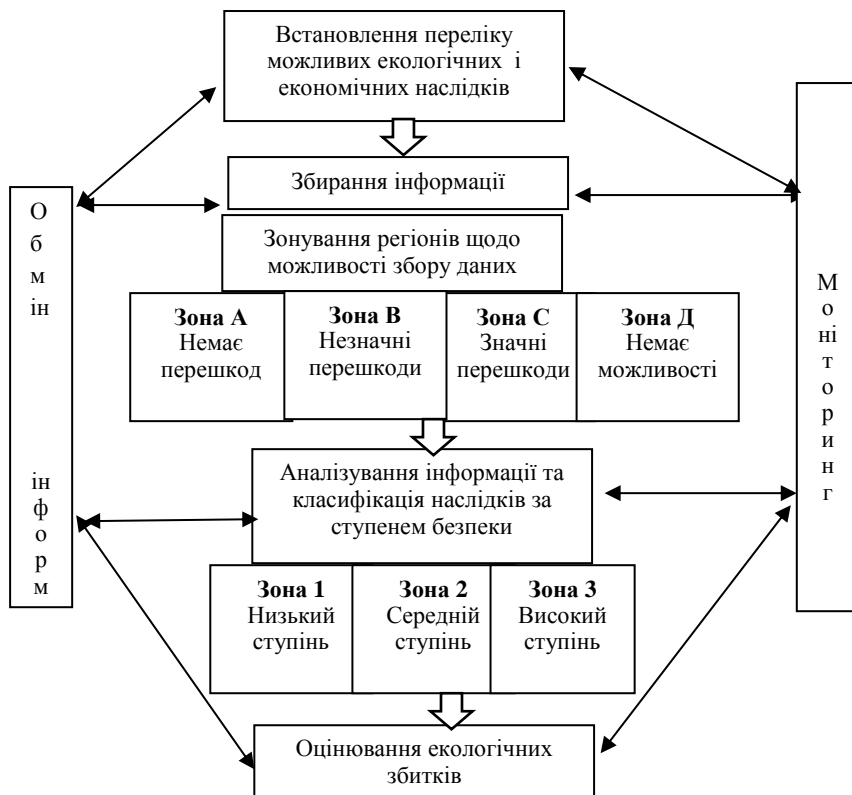 Встановлення переліку
можливих екологічних і
економічних наслідків
Збирання інформації
Зонування регіонів щодо
можливості збору даних
Зона А
Немає
перешкод
Зона В
Незначні
перешкоди
Зона С
Значні
перешкоди
Зона Д
Немає
можливості
Аналізування інформації та
класифікація наслідків за
ступенем безпеки
Зона 1
Низький
ступінь
Зона 2
Середній
ступінь
Зона 3
Високий
ступінь
Оцінювання екологічних
збитків
О
б
м
ін
ін
ф
о
р
м
М
о
ні
т
о
р
и
н
г